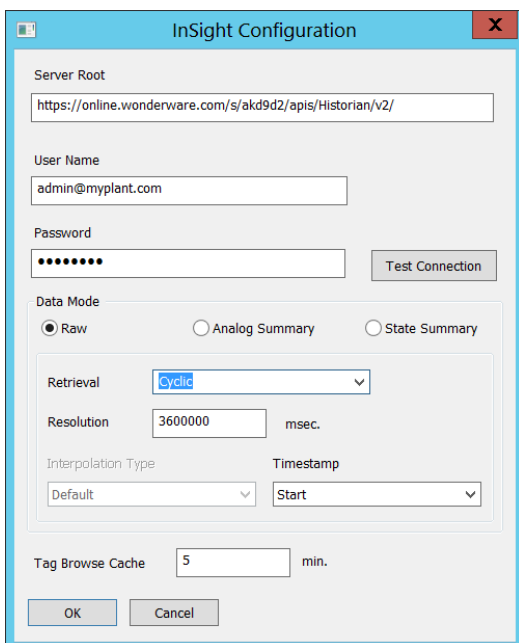 InSight Configuration
X
Server Root
https://online.wonderware.com/s/akd9d2/apis/Historian/v2/
User Name
admin@myplant.com
Password
●●●●●●●●
Test Connection
Data Mode
Raw
Analog Summary
State Summary
Retrieval
Cyclic
Resolution
3600000
msec.
Interpolation Type
Timestamp
Default
Start
Tag Browse Cache
5
min.
OK
Cancel